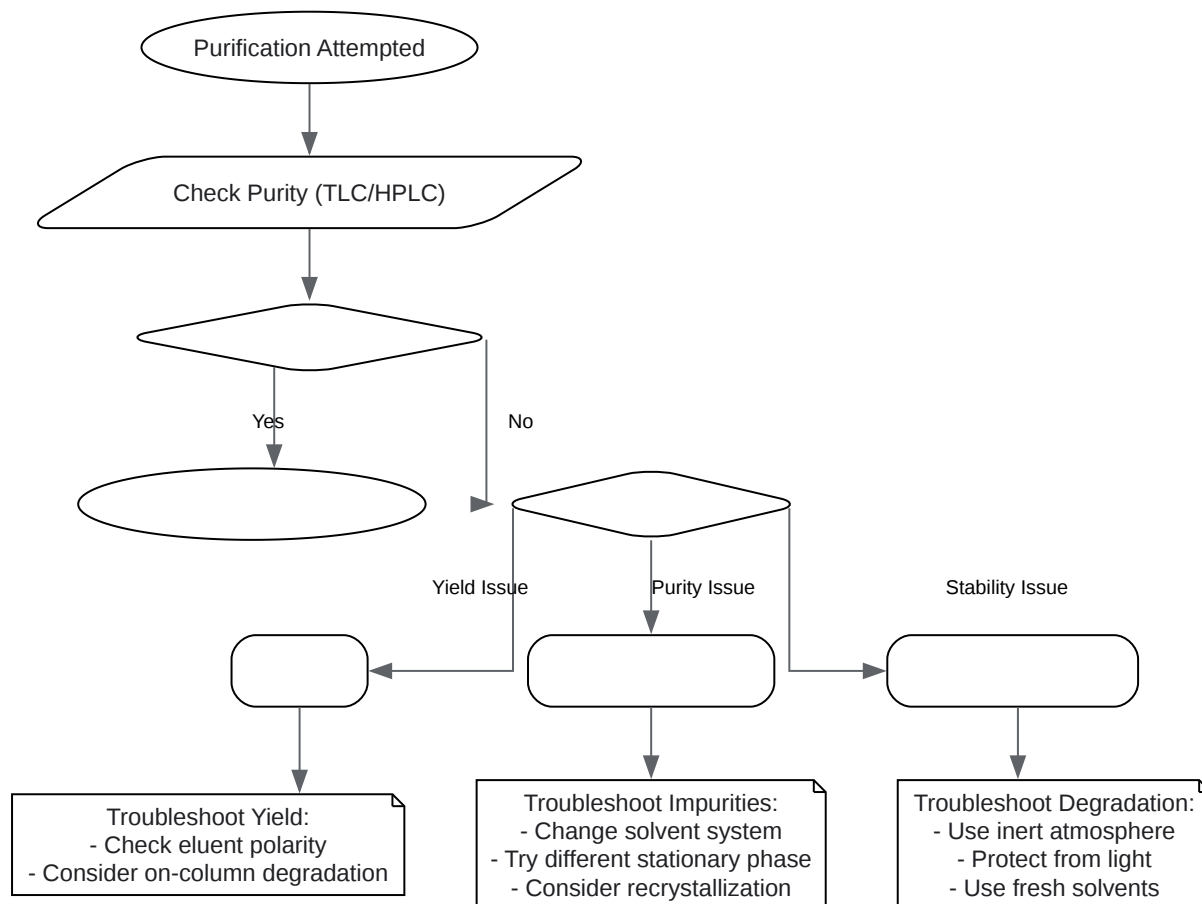 Purification Attempted
Check Purity (TLC/HPLC)
Yes
No
Yield Issue
Purity Issue
Stability Issue
Troubleshoot Yield:
- Check eluent polarity
- Consider on-column degradation
Troubleshoot Impurities:
- Change solvent system
- Try different stationary phase
- Consider recrystallization
Troubleshoot Degradation:
- Use inert atmosphere
- Protect from light
- Use fresh solvents